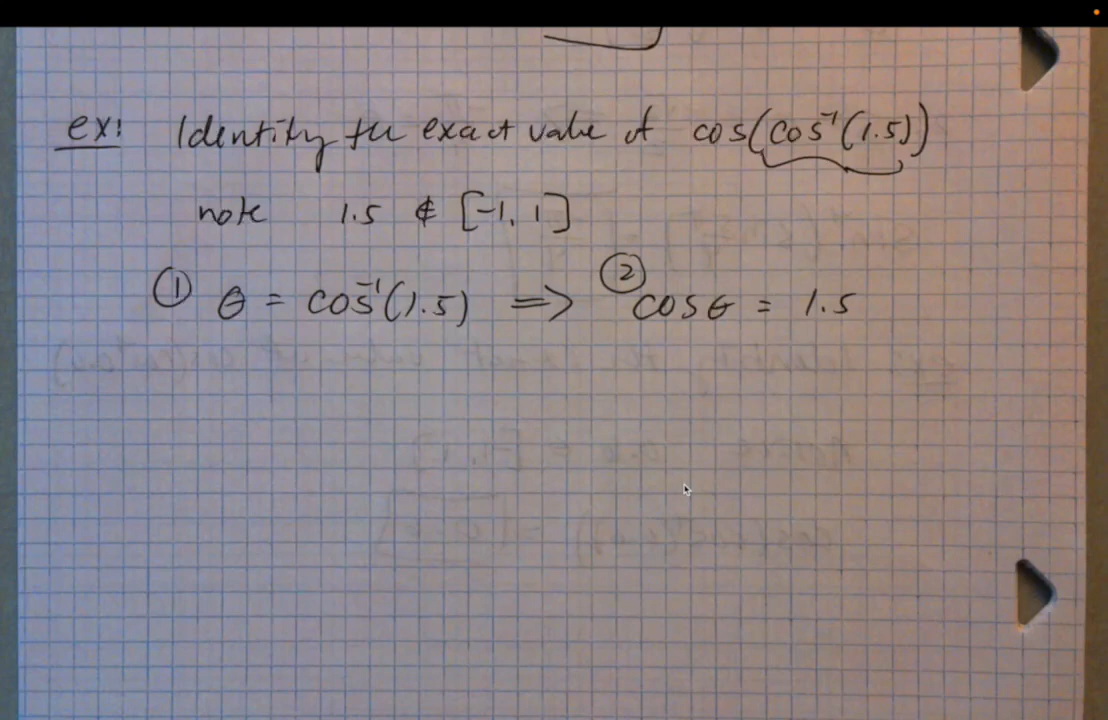 ex: Identify the exact value of cos(cos⁻¹(1.5))
note 1.5 ∉ [-1, 1]
① θ = cos⁻¹(1.5) ⟹ ② cos θ = 1.5